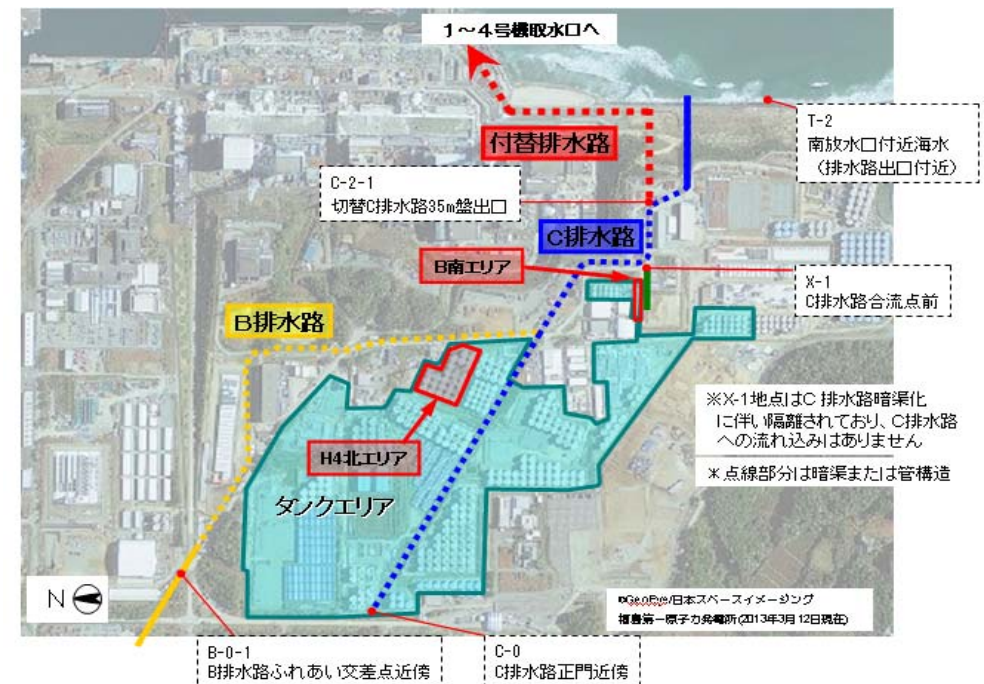 1～4号機取水口へ
付替排水路
T-2
南放水口付近海水
(排水路出口付近)
C-2-1
切替C排水路35m盤出口
C排水路
B南エリア
X-1
C排水路合流点前
B排水路
※X-1地点はC排水路暗渠化
に伴い隔離されており、C排水路
への流れ込みはありません
H4北エリア
＊点線部分は暗渠または管構造
タンクエリア
N
©GeoEye/日本スペースイメージング
福島第一原子力発電所(2013年3月12日現在)
B-0-1
B排水路ふれあい交差点近傍
C-0
C排水路正門近傍